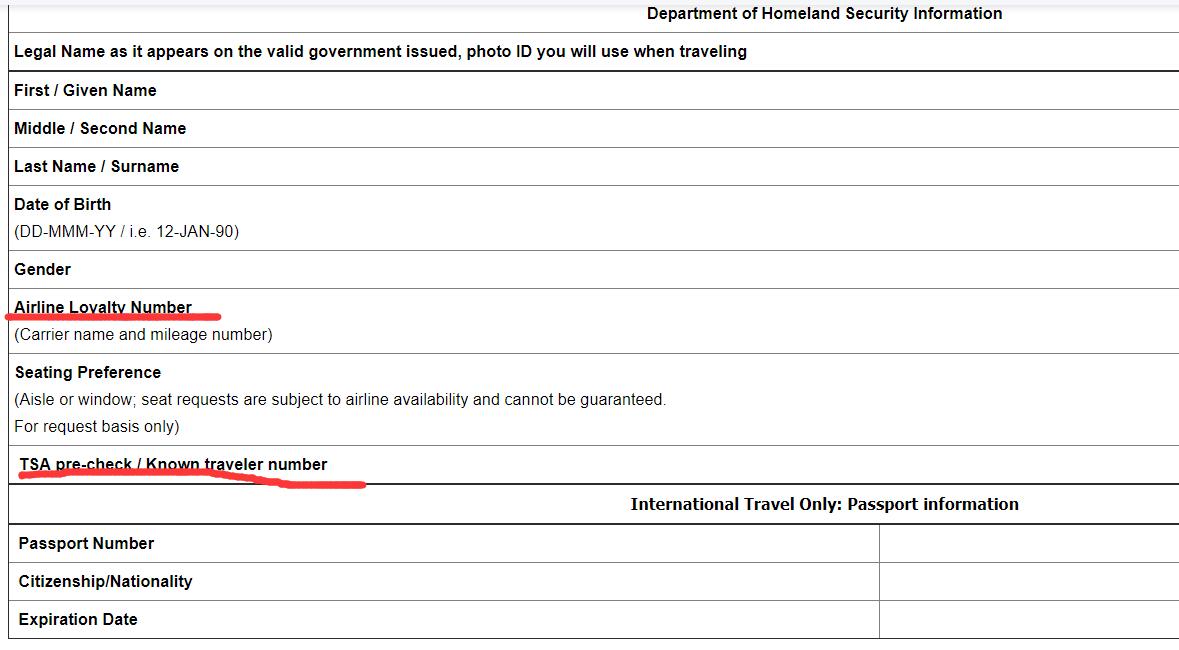 Department of Homeland Security Information
Legal Name as it appears on the valid government issued, photo ID you will use when traveling
First / Given Name
Middle / Second Name
Last Name / Surname
Date of Birth
(DD-MMM-YY / i.e. 12-JAN-90)
Gender
Airline Loyalty Number
(Carrier name and mileage number)
Seating Preference
(Aisle or window; seat requests are subject to airline availability and cannot be guaranteed.
For request basis only)
TSA pre-check / Known traveler number
International Travel Only: Passport information
Passport Number
Citizenship/Nationality
Expiration Date